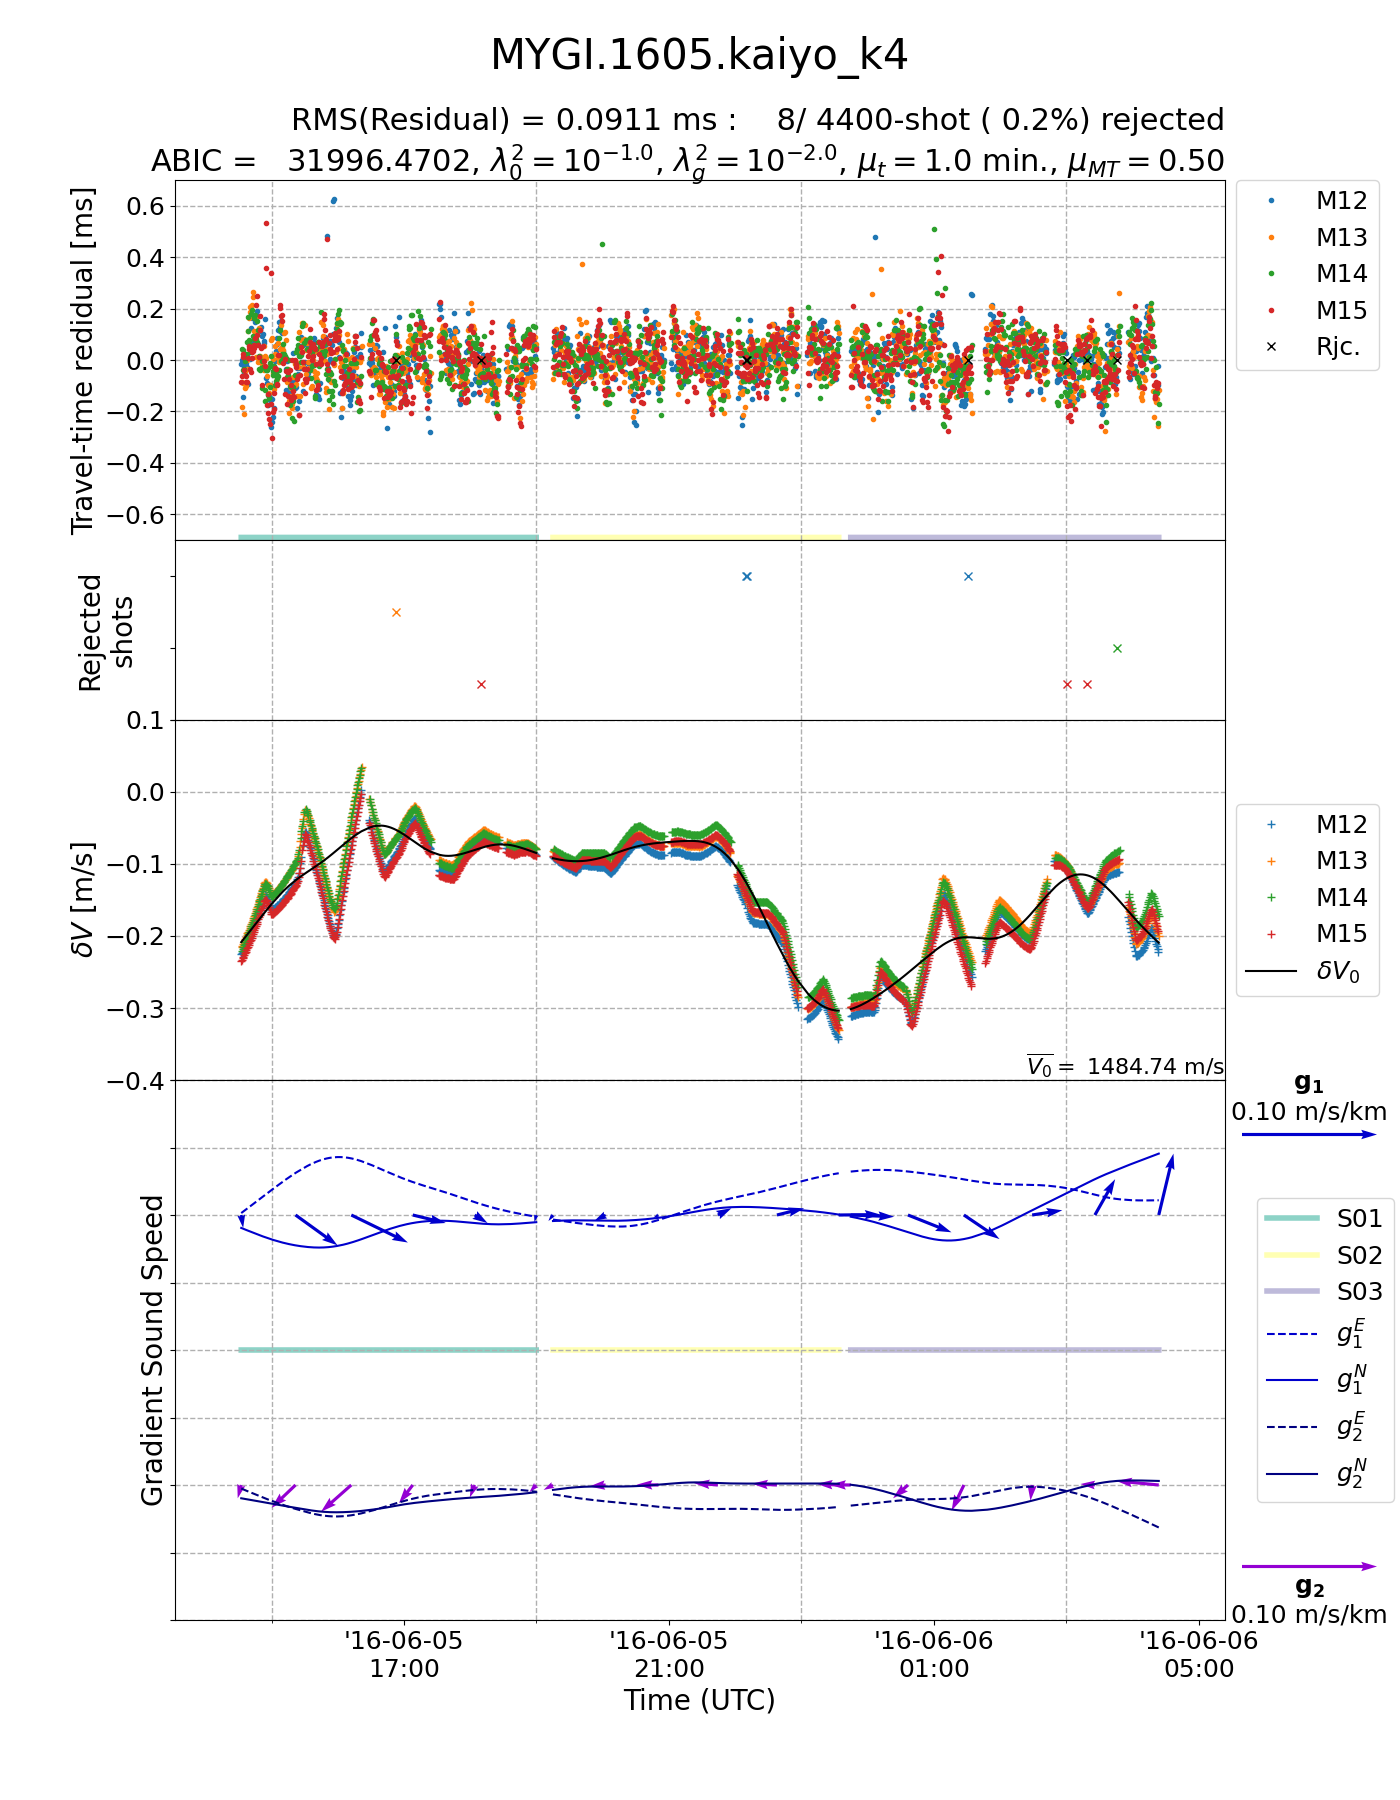 MYGI.1605.kaiyo_k4
RMS(Residual) = 0.0911 ms :    8/ 4400-shot ( 0.2%) rejected
ABIC =   31996.4702, λ₀² = 10⁻¹·⁰, λ_g² = 10⁻²·⁰, μ_t = 1.0 min., μ_MT = 0.50
Travel-time redidual [ms]
0.6
0.4
0.2
0.0
−0.2
−0.4
−0.6
M12
M13
M14
M15
Rjc.
Rejected
shots
δV [m/s]
0.1
0.0
−0.1
−0.2
−0.3
−0.4
M12
M13
M14
M15
δV₀
V̅₀ = 1484.74 m/s
g₁
0.10 m/s/km
Gradient Sound Speed
S01
S02
S03
g₁ᴱ
g₁ᴺ
g₂ᴱ
g₂ᴺ
g₂
0.10 m/s/km
'16-06-05
17:00
'16-06-05
21:00
'16-06-06
01:00
'16-06-06
05:00
Time (UTC)